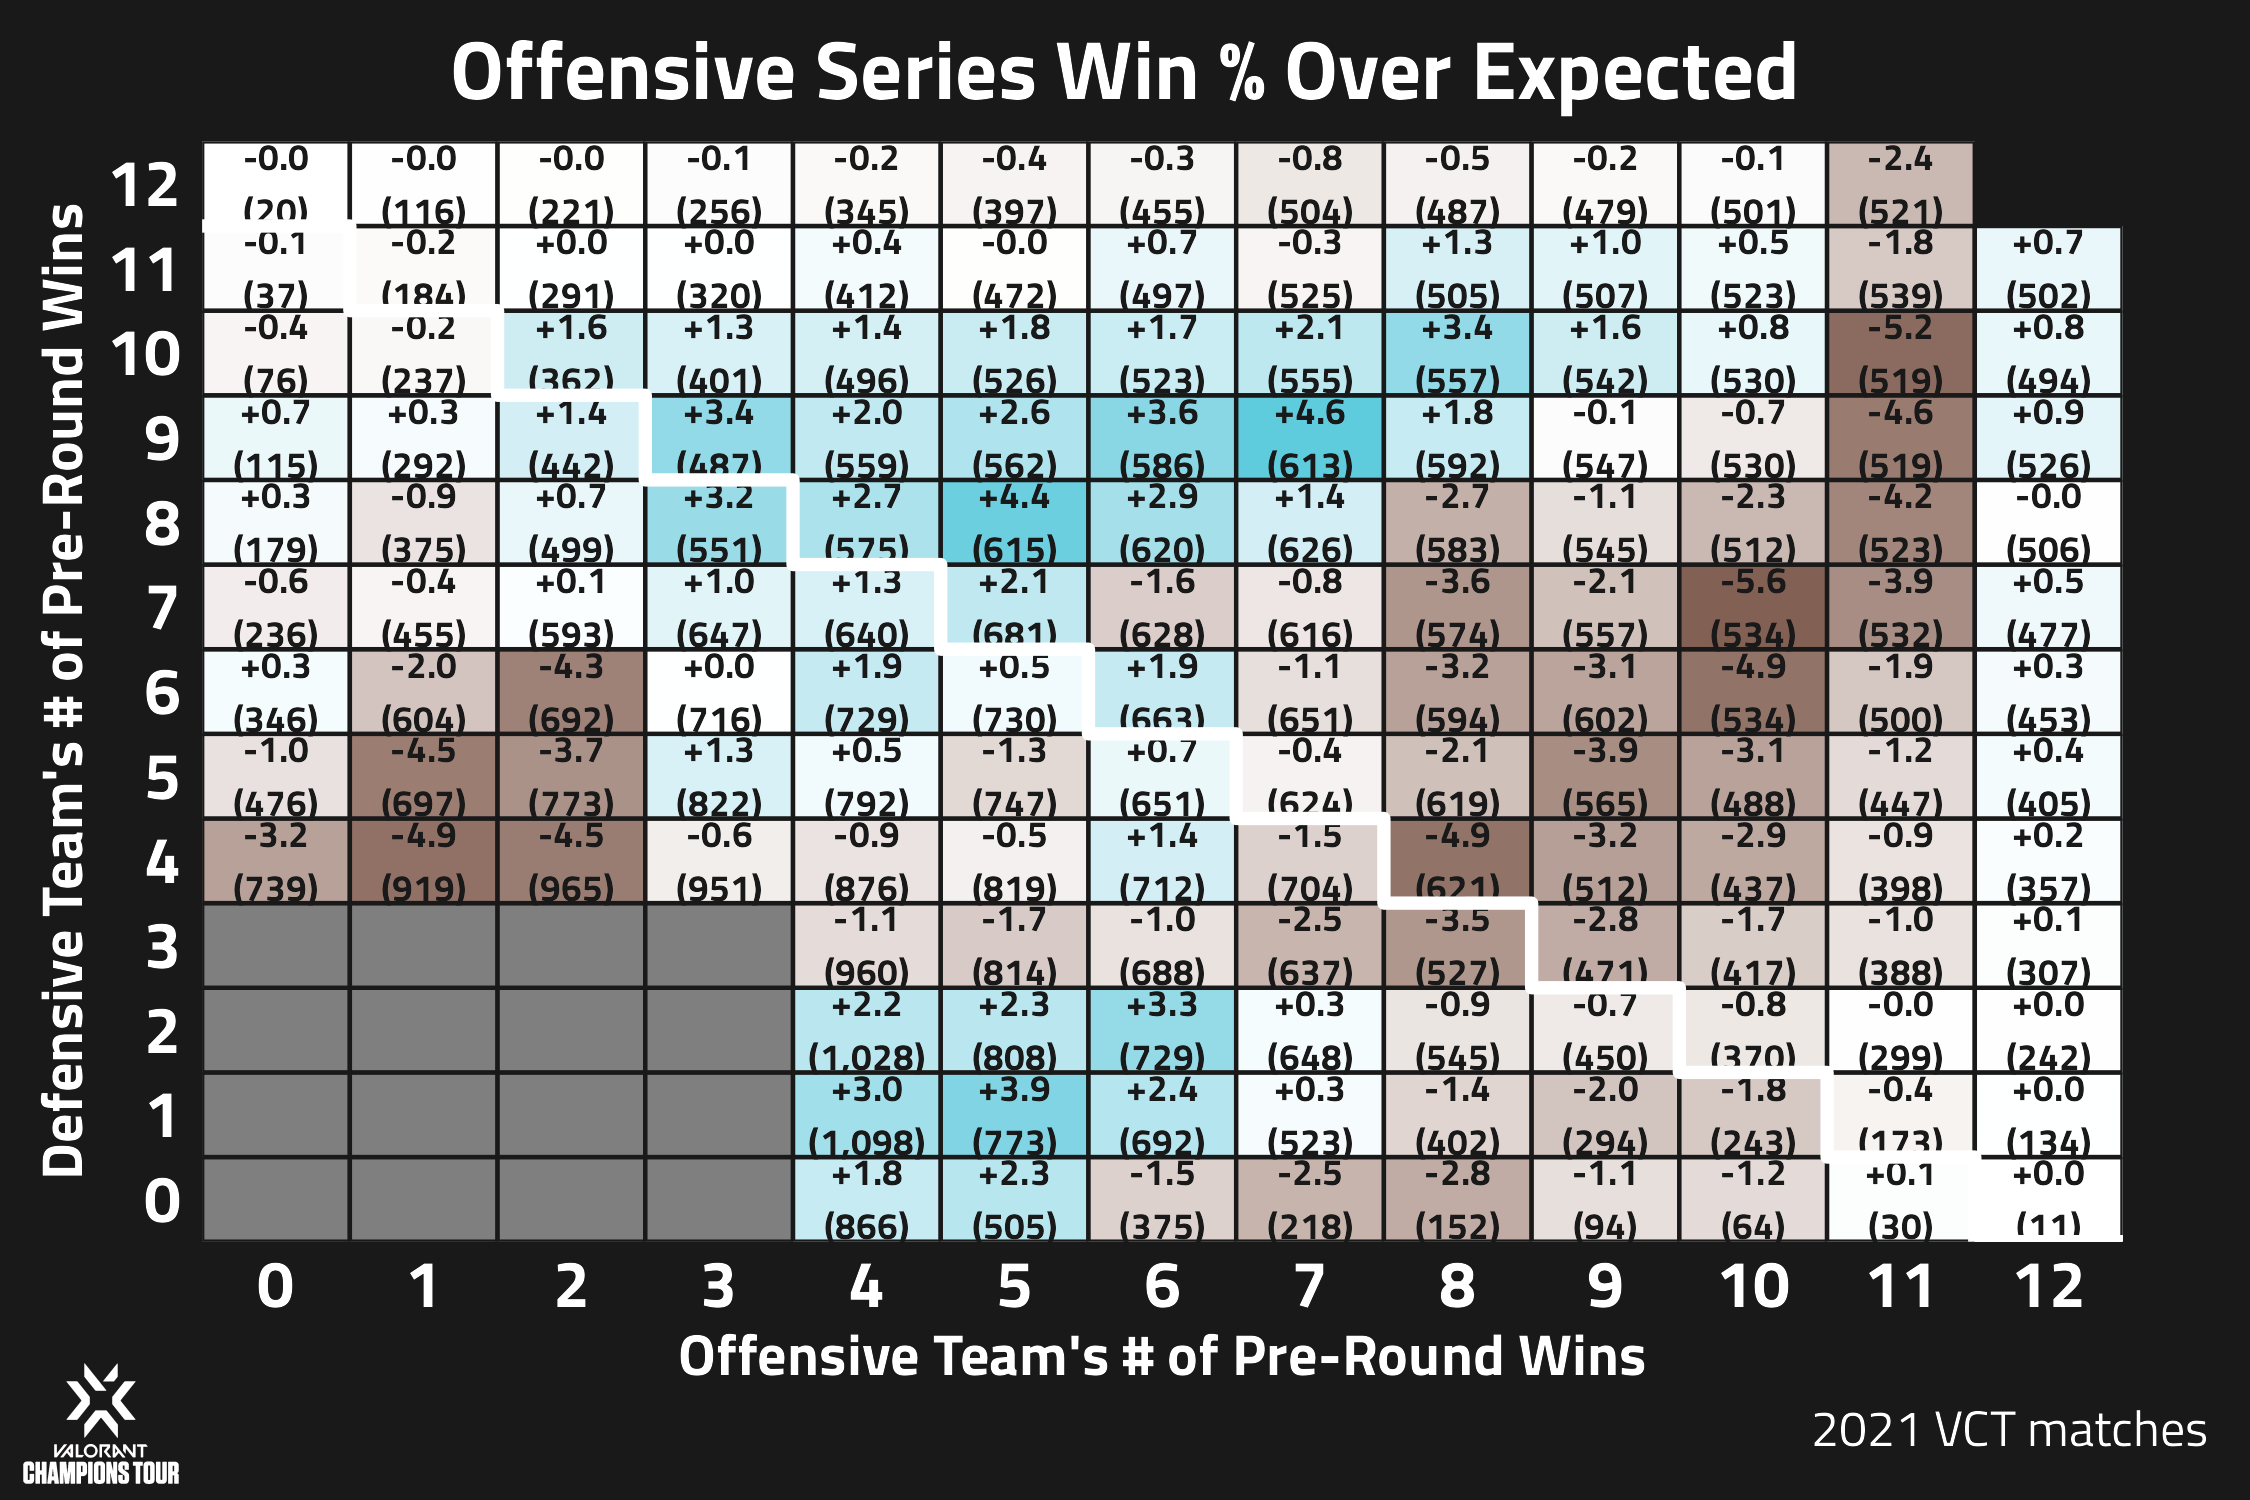 Offensive Series Win % Over Expected
Defensive Team's # of Pre-Round Wins
12 -0.0 -0.0 -0.0 -0.1 -0.2 -0.4 -0.3 -0.8 -0.5 -0.2 -0.1 -2.4
(20) (116) (221) (256) (345) (397) (455) (504) (487) (479) (501) (521)
11 -0.1 -0.2 +0.0 +0.0 +0.4 -0.0 +0.7 -0.3 +1.3 +1.0 +0.5 -1.8 +0.7
(37) (184) (291) (320) (412) (472) (497) (525) (505) (507) (523) (539) (502)
10 -0.4 -0.2 +1.6 +1.3 +1.4 +1.8 +1.7 +2.1 +3.4 +1.6 +0.8 -5.2 +0.8
(76) (237) (362) (401) (496) (526) (523) (555) (557) (542) (530) (519) (494)
9 +0.7 +0.3 +1.4 +3.4 +2.0 +2.6 +3.6 +4.6 +1.8 -0.1 -0.7 -4.6 +0.9
(115) (292) (442) (487) (559) (562) (586) (613) (592) (547) (530) (519) (526)
8 +0.3 -0.9 +0.7 +3.2 +2.7 +4.4 +2.9 +1.4 -2.7 -1.1 -2.3 -4.2 -0.0
(179) (375) (499) (551) (575) (615) (620) (626) (583) (545) (512) (523) (506)
7 -0.6 -0.4 +0.1 +1.0 +1.3 +2.1 -1.6 -0.8 -3.6 -2.1 -5.6 -3.9 +0.5
(236) (455) (593) (647) (640) (681) (628) (616) (574) (557) (534) (532) (477)
6 +0.3 -2.0 -4.3 +0.0 +1.9 +0.5 +1.9 -1.1 -3.2 -3.1 -4.9 -1.9 +0.3
(346) (604) (692) (716) (729) (730) (663) (651) (594) (602) (534) (500) (453)
5 -1.0 -4.5 -3.7 +1.3 +0.5 -1.3 +0.7 -0.4 -2.1 -3.9 -3.1 -1.2 +0.4
(476) (697) (773) (822) (792) (747) (651) (624) (619) (565) (488) (447) (405)
4 -3.2 -4.9 -4.5 -0.6 -0.9 -0.5 +1.4 -1.5 -4.9 -3.2 -2.9 -0.9 +0.2
(739) (919) (965) (951) (876) (819) (712) (704) (621) (512) (437) (398) (357)
3 -1.1 -1.7 -1.0 -2.5 -3.5 -2.8 -1.7 -1.0 +0.1
(960) (814) (688) (637) (527) (471) (417) (388) (307)
2 +2.2 +2.3 +3.3 +0.3 -0.9 -0.7 -0.8 -0.0 +0.0
(1,028) (808) (729) (648) (545) (450) (370) (299) (242)
1 +3.0 +3.9 +2.4 +0.3 -1.4 -2.0 -1.8 -0.4 +0.0
(1,098) (773) (692) (523) (402) (294) (243) (173) (134)
0 +1.8 +2.3 -1.5 -2.5 -2.8 -1.1 -1.2 +0.1 +0.0
(866) (505) (375) (218) (152) (94) (64) (30) (11)
0 1 2 3 4 5 6 7 8 9 10 11 12
Offensive Team's # of Pre-Round Wins
VALORANT
CHAMPIONS TOUR
2021 VCT matches